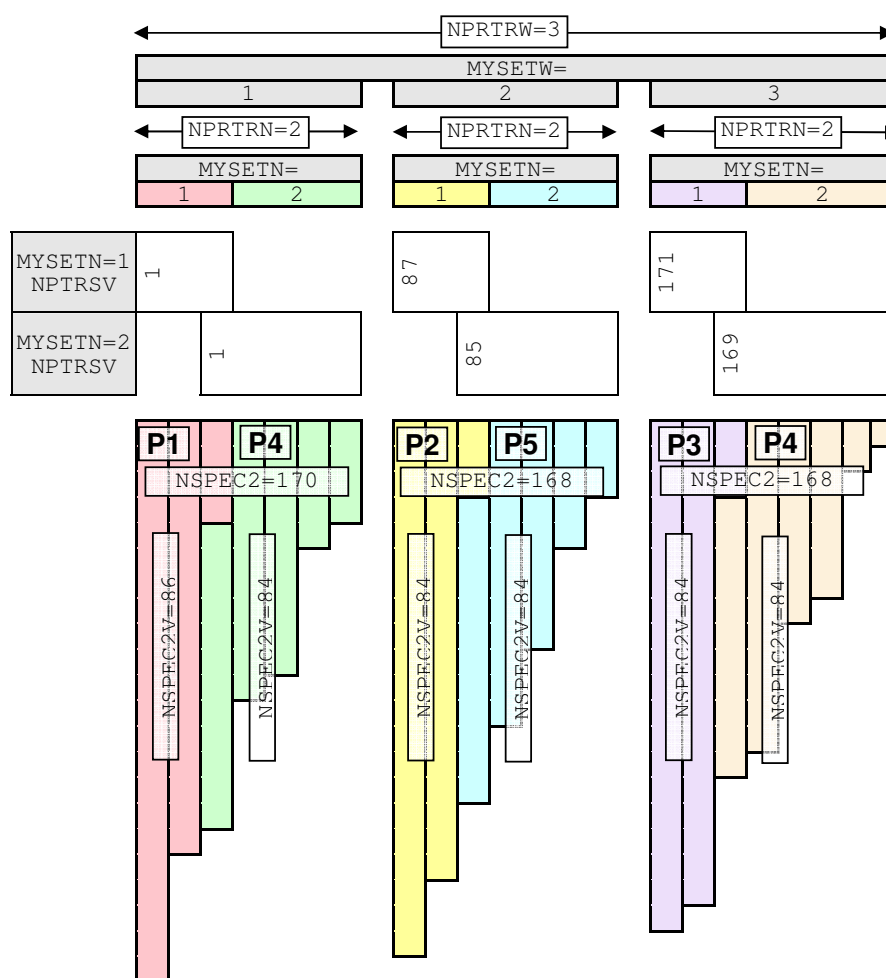 NPRTRW=3
MYSETW=
1 2 3
NPRTRN=2 NPRTRN=2 NPRTRN=2
MYSETN= MYSETN= MYSETN=
1 2 1 2 1 2
MYSETN=1
NPTRSV
1 87 171
MYSETN=2
NPTRSV
1 85 169
P1 P4 P2 P5 P3 P4
NSPEC2=170 NSPEC2=168 NSPEC2=168
NSPEC2V=86 NSPEC2V=84 NSPEC2V=84 NSPEC2V=84 NSPEC2V=84 NSPEC2V=84